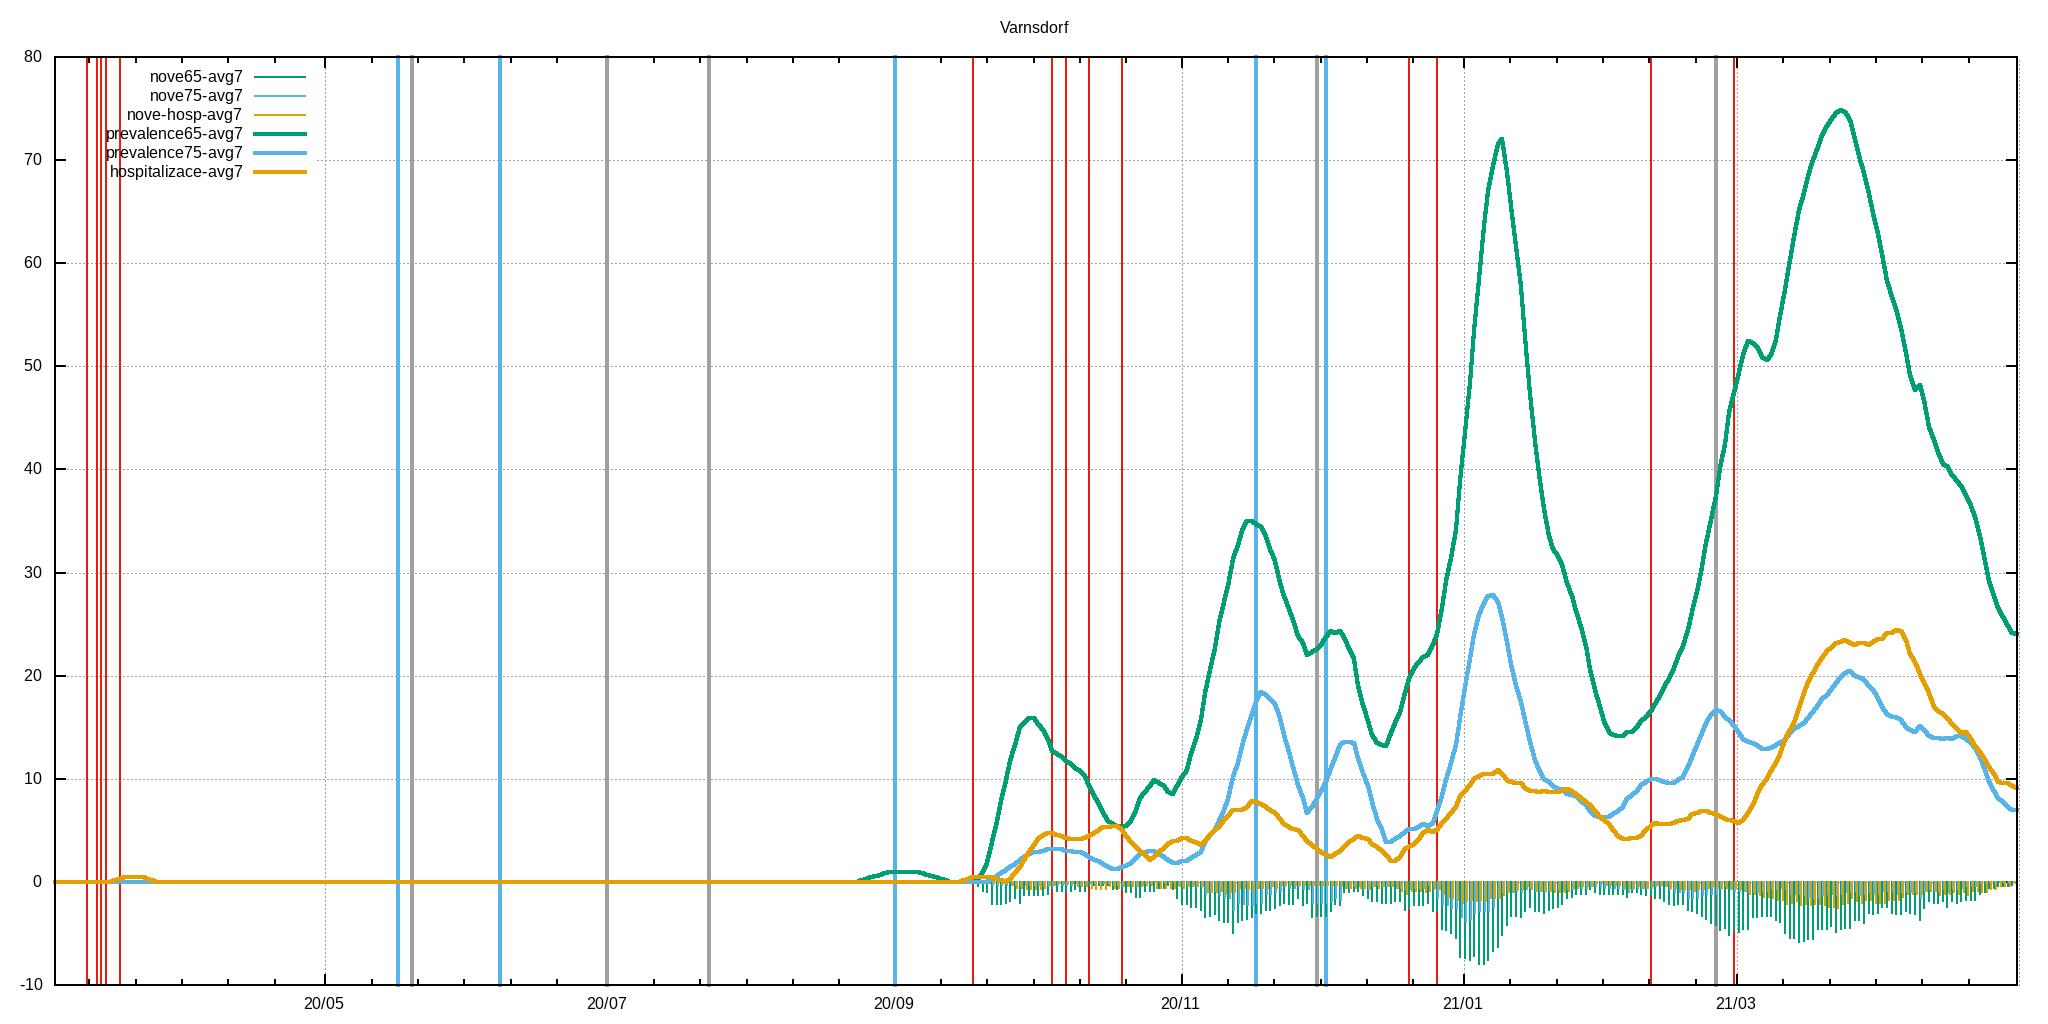 Varnsdorf
80
nove65-avg7
nove75-avg7
nove-hosp-avg7
prevalence65-avg7
prevalence75-avg7
hospitalizace-avg7
70
60
50
40
30
20
10
0
-10
20/05 20/07 20/09 20/11 21/01 21/03